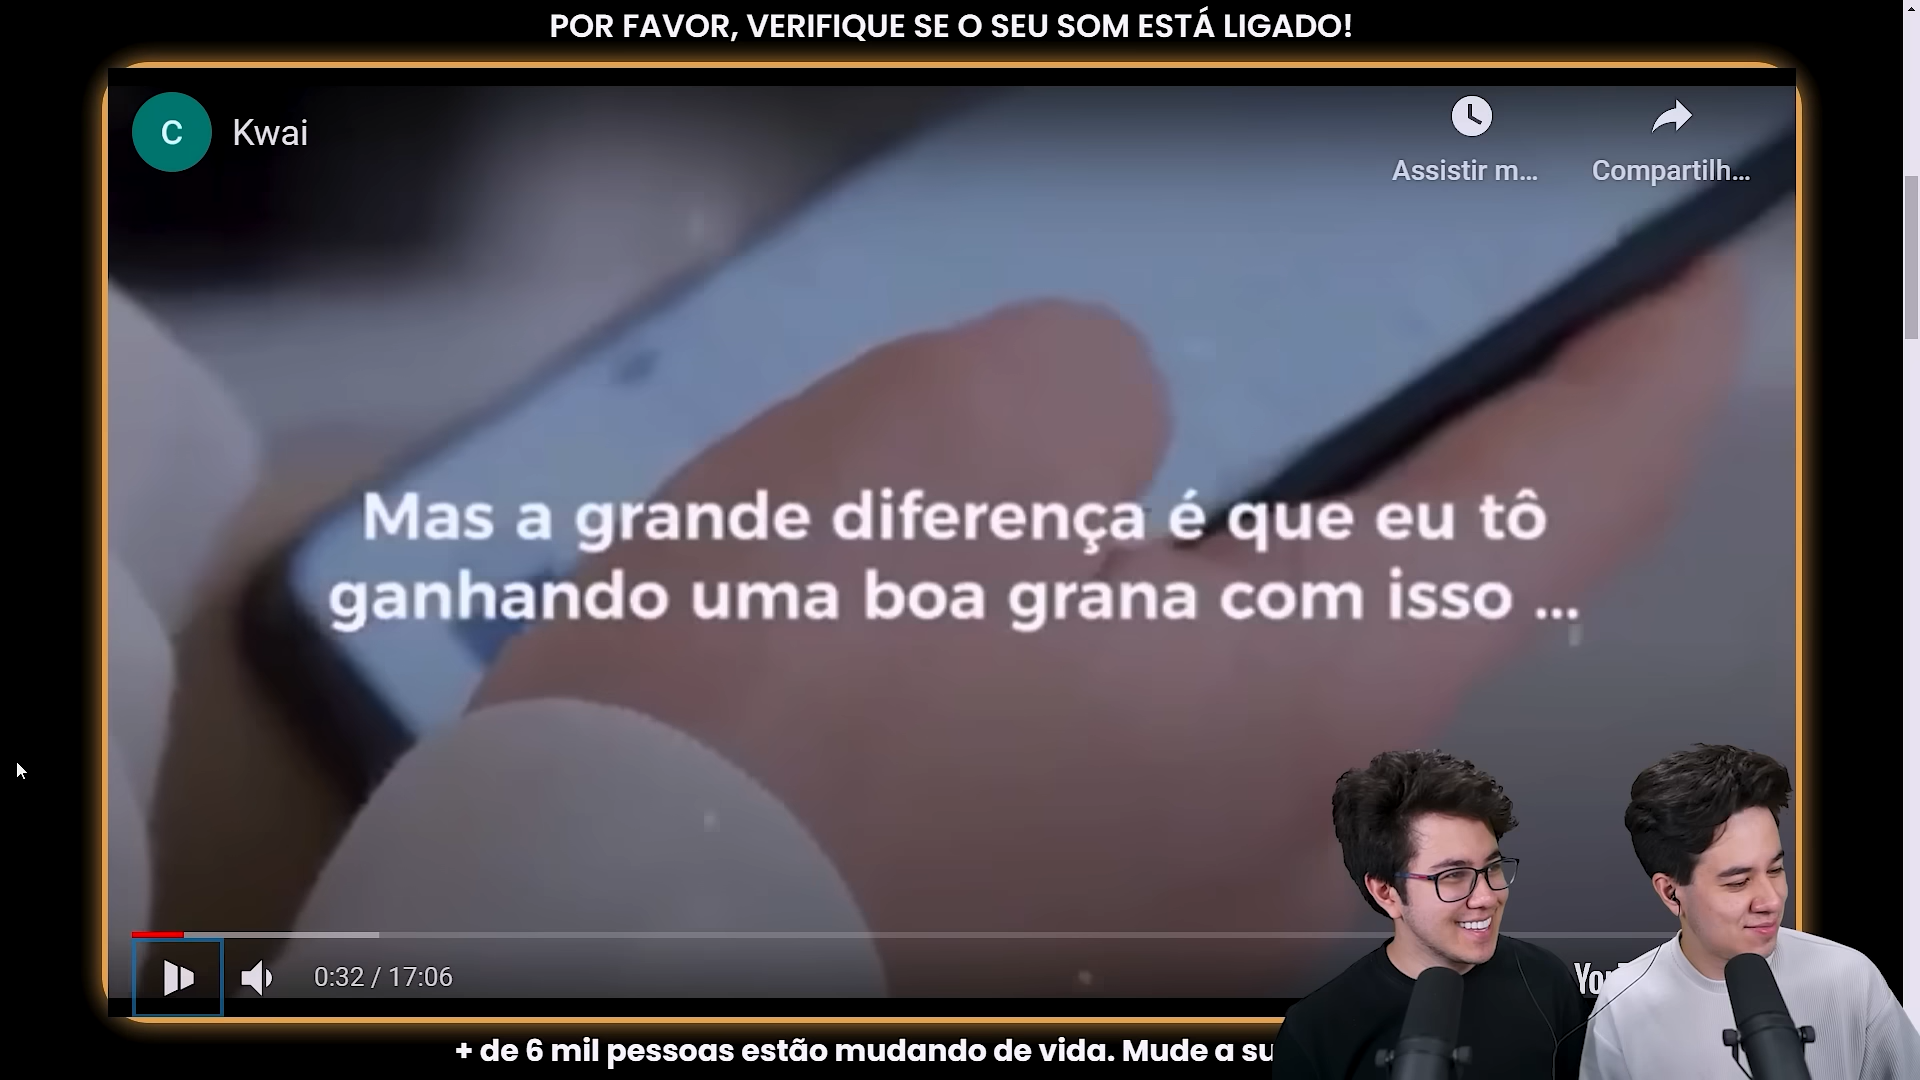 POR FAVOR, VERIFIQUE SE O SEU SOM ESTÁ LIGADO!
C
Kwai
Assistir m...
Compartilh...
Mas a grande diferença é que eu tô
ganhando uma boa grana com isso ...
0:32 / 17:06
+ de 6 mil pessoas estão mudando de vida. Mude a su